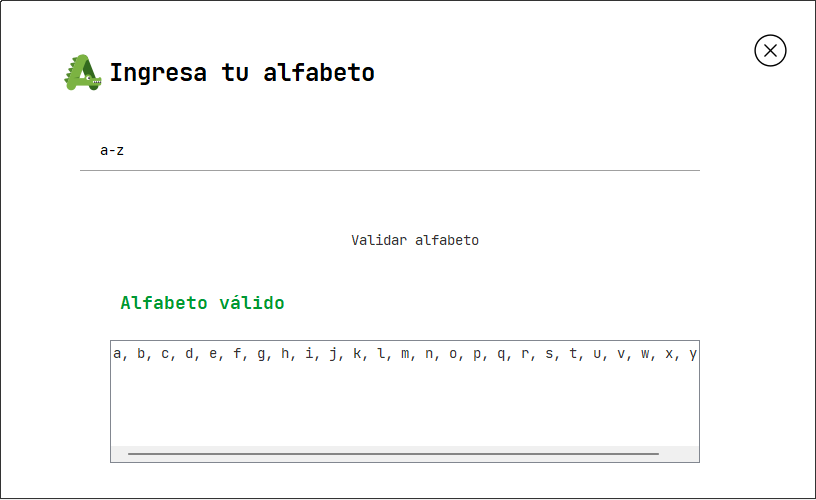 Ingresa tu alfabeto
a-z
Validar alfabeto
Alfabeto válido
a, b, c, d, e, f, g, h, i, j, k, l, m, n, o, p, q, r, s, t, u, v, w, x, y